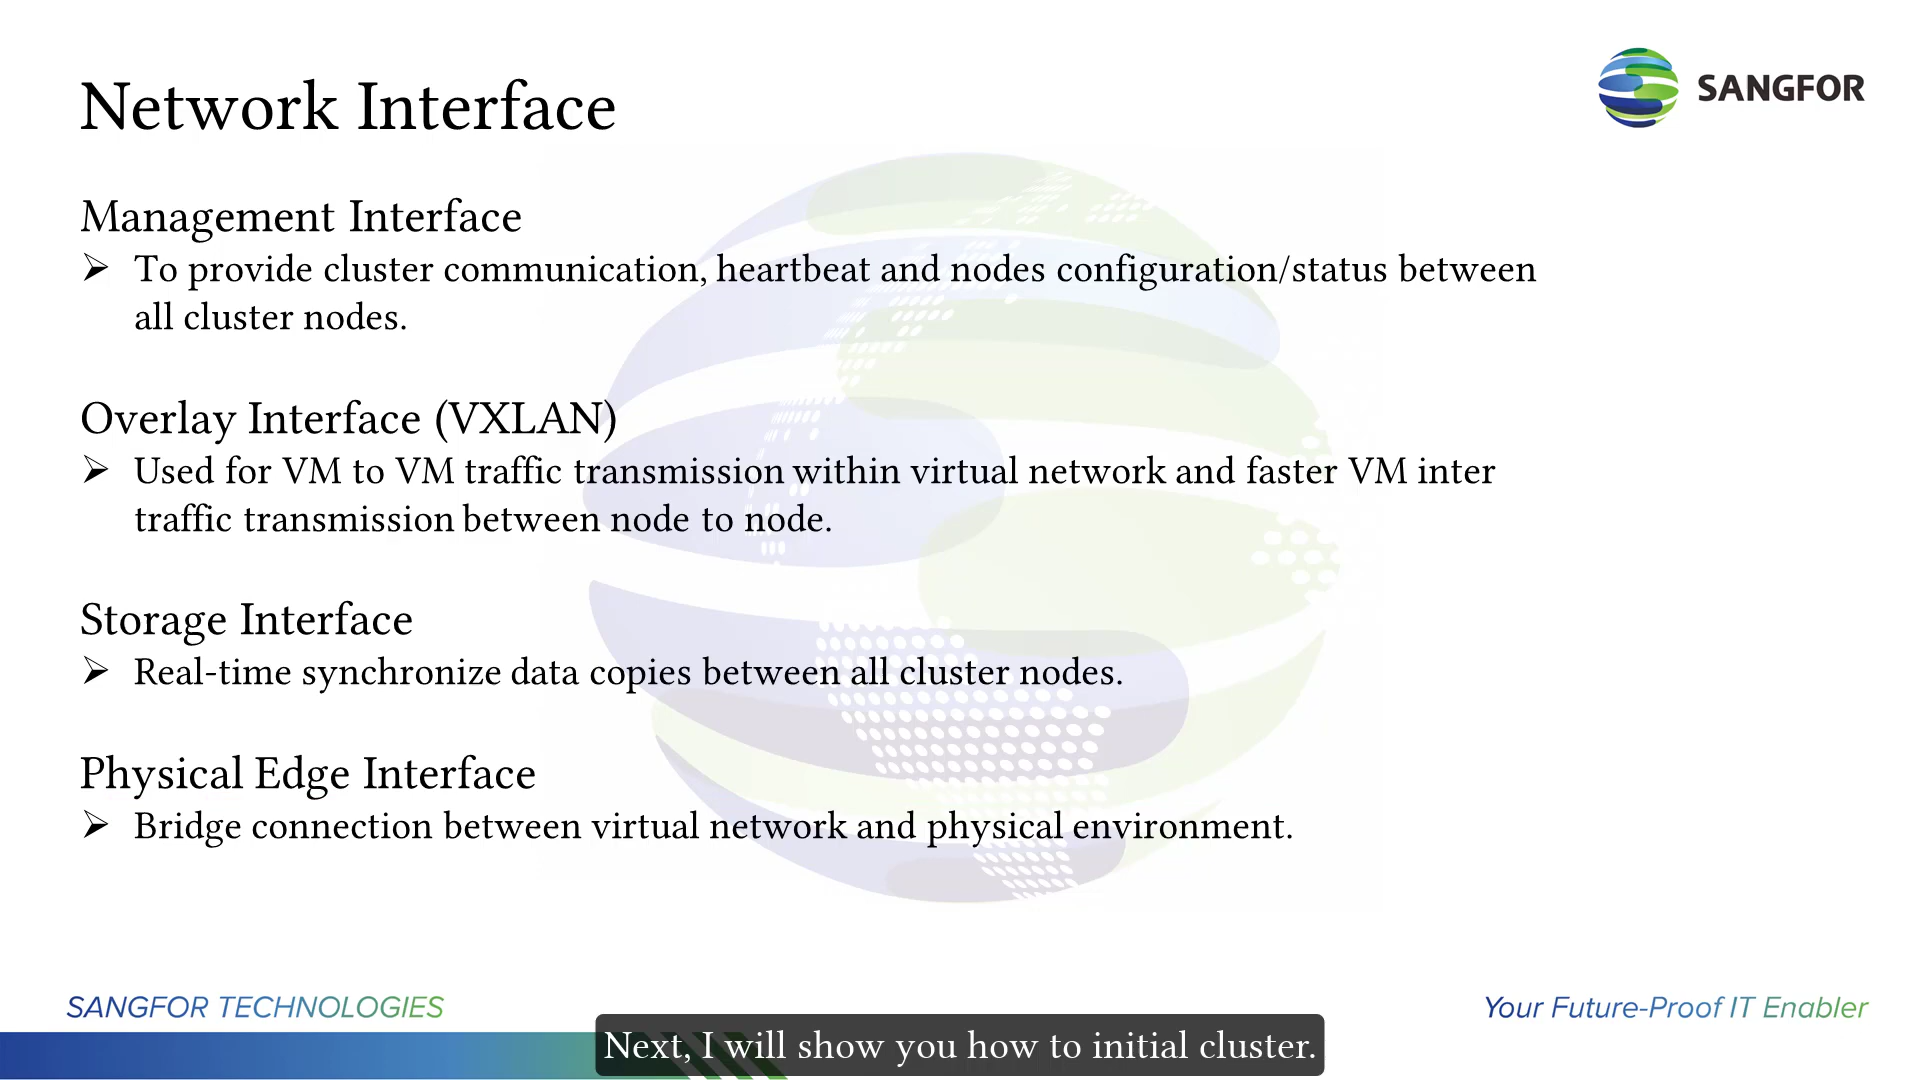 Network Interface
SANGFOR
Management Interface
➢ To provide cluster communication, heartbeat and nodes configuration/status between
all cluster nodes.
Overlay Interface (VXLAN)
➢ Used for VM to VM traffic transmission within virtual network and faster VM inter
traffic transmission between node to node.
Storage Interface
➢ Real-time synchronize data copies between all cluster nodes.
Physical Edge Interface
➢ Bridge connection between virtual network and physical environment.
SANGFOR TECHNOLOGIES
Your Future-Proof IT Enabler
Next, I will show you how to initial cluster.